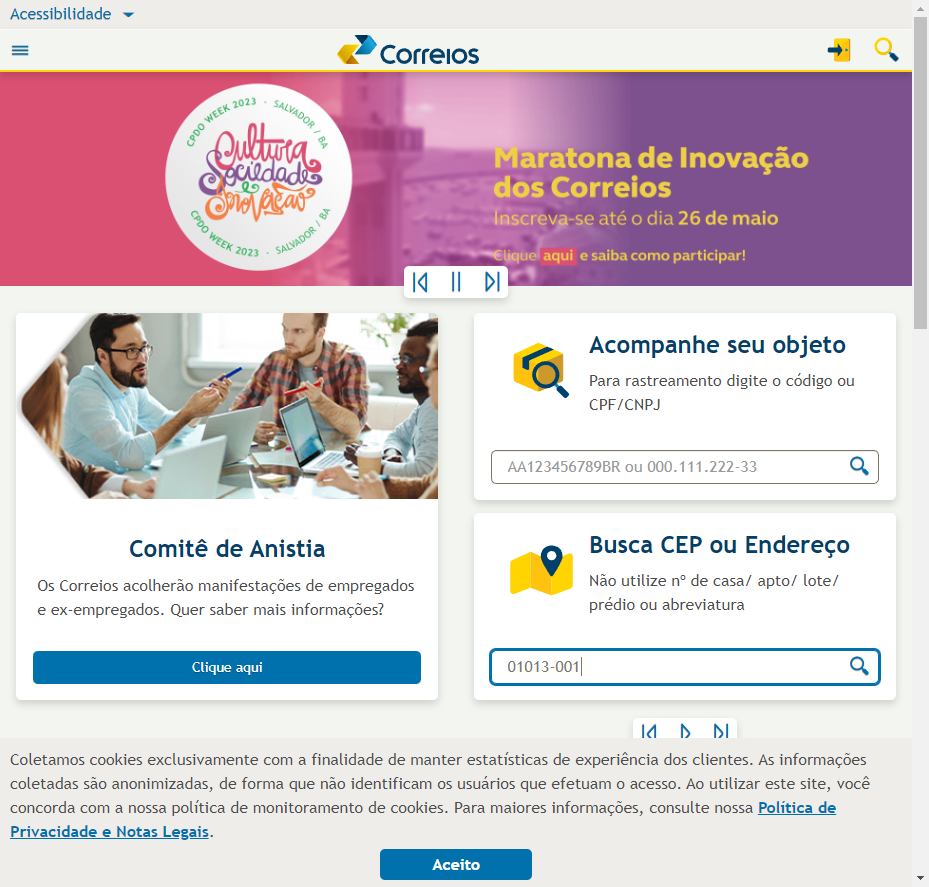 Acessibilidade
Correios
CPDO WEEK 2023 · SALVADOR / BA
Cultura
Sociedade
e
Inovação
CPDO WEEK 2023 · SALVADOR / BA
Maratona de Inovação
dos Correios
Inscreva-se até o dia 26 de maio
Clique aqui e saiba como participar!
Comitê de Anistia
Os Correios acolherão manifestações de empregados
e ex-empregados. Quer saber mais informações?
Clique aqui
Acompanhe seu objeto
Para rastreamento digite o código ou
CPF/CNPJ
AA123456789BR ou 000.111.222-33
Busca CEP ou Endereço
Não utilize nº de casa/ apto/ lote/
prédio ou abreviatura
01013-001
Coletamos cookies exclusivamente com a finalidade de manter estatísticas de experiência dos clientes. As informações
coletadas são anonimizadas, de forma que não identificam os usuários que efetuam o acesso. Ao utilizar este site, você
concorda com a nossa política de monitoramento de cookies. Para maiores informações, consulte nossa Política de
Privacidade e Notas Legais.
Aceito